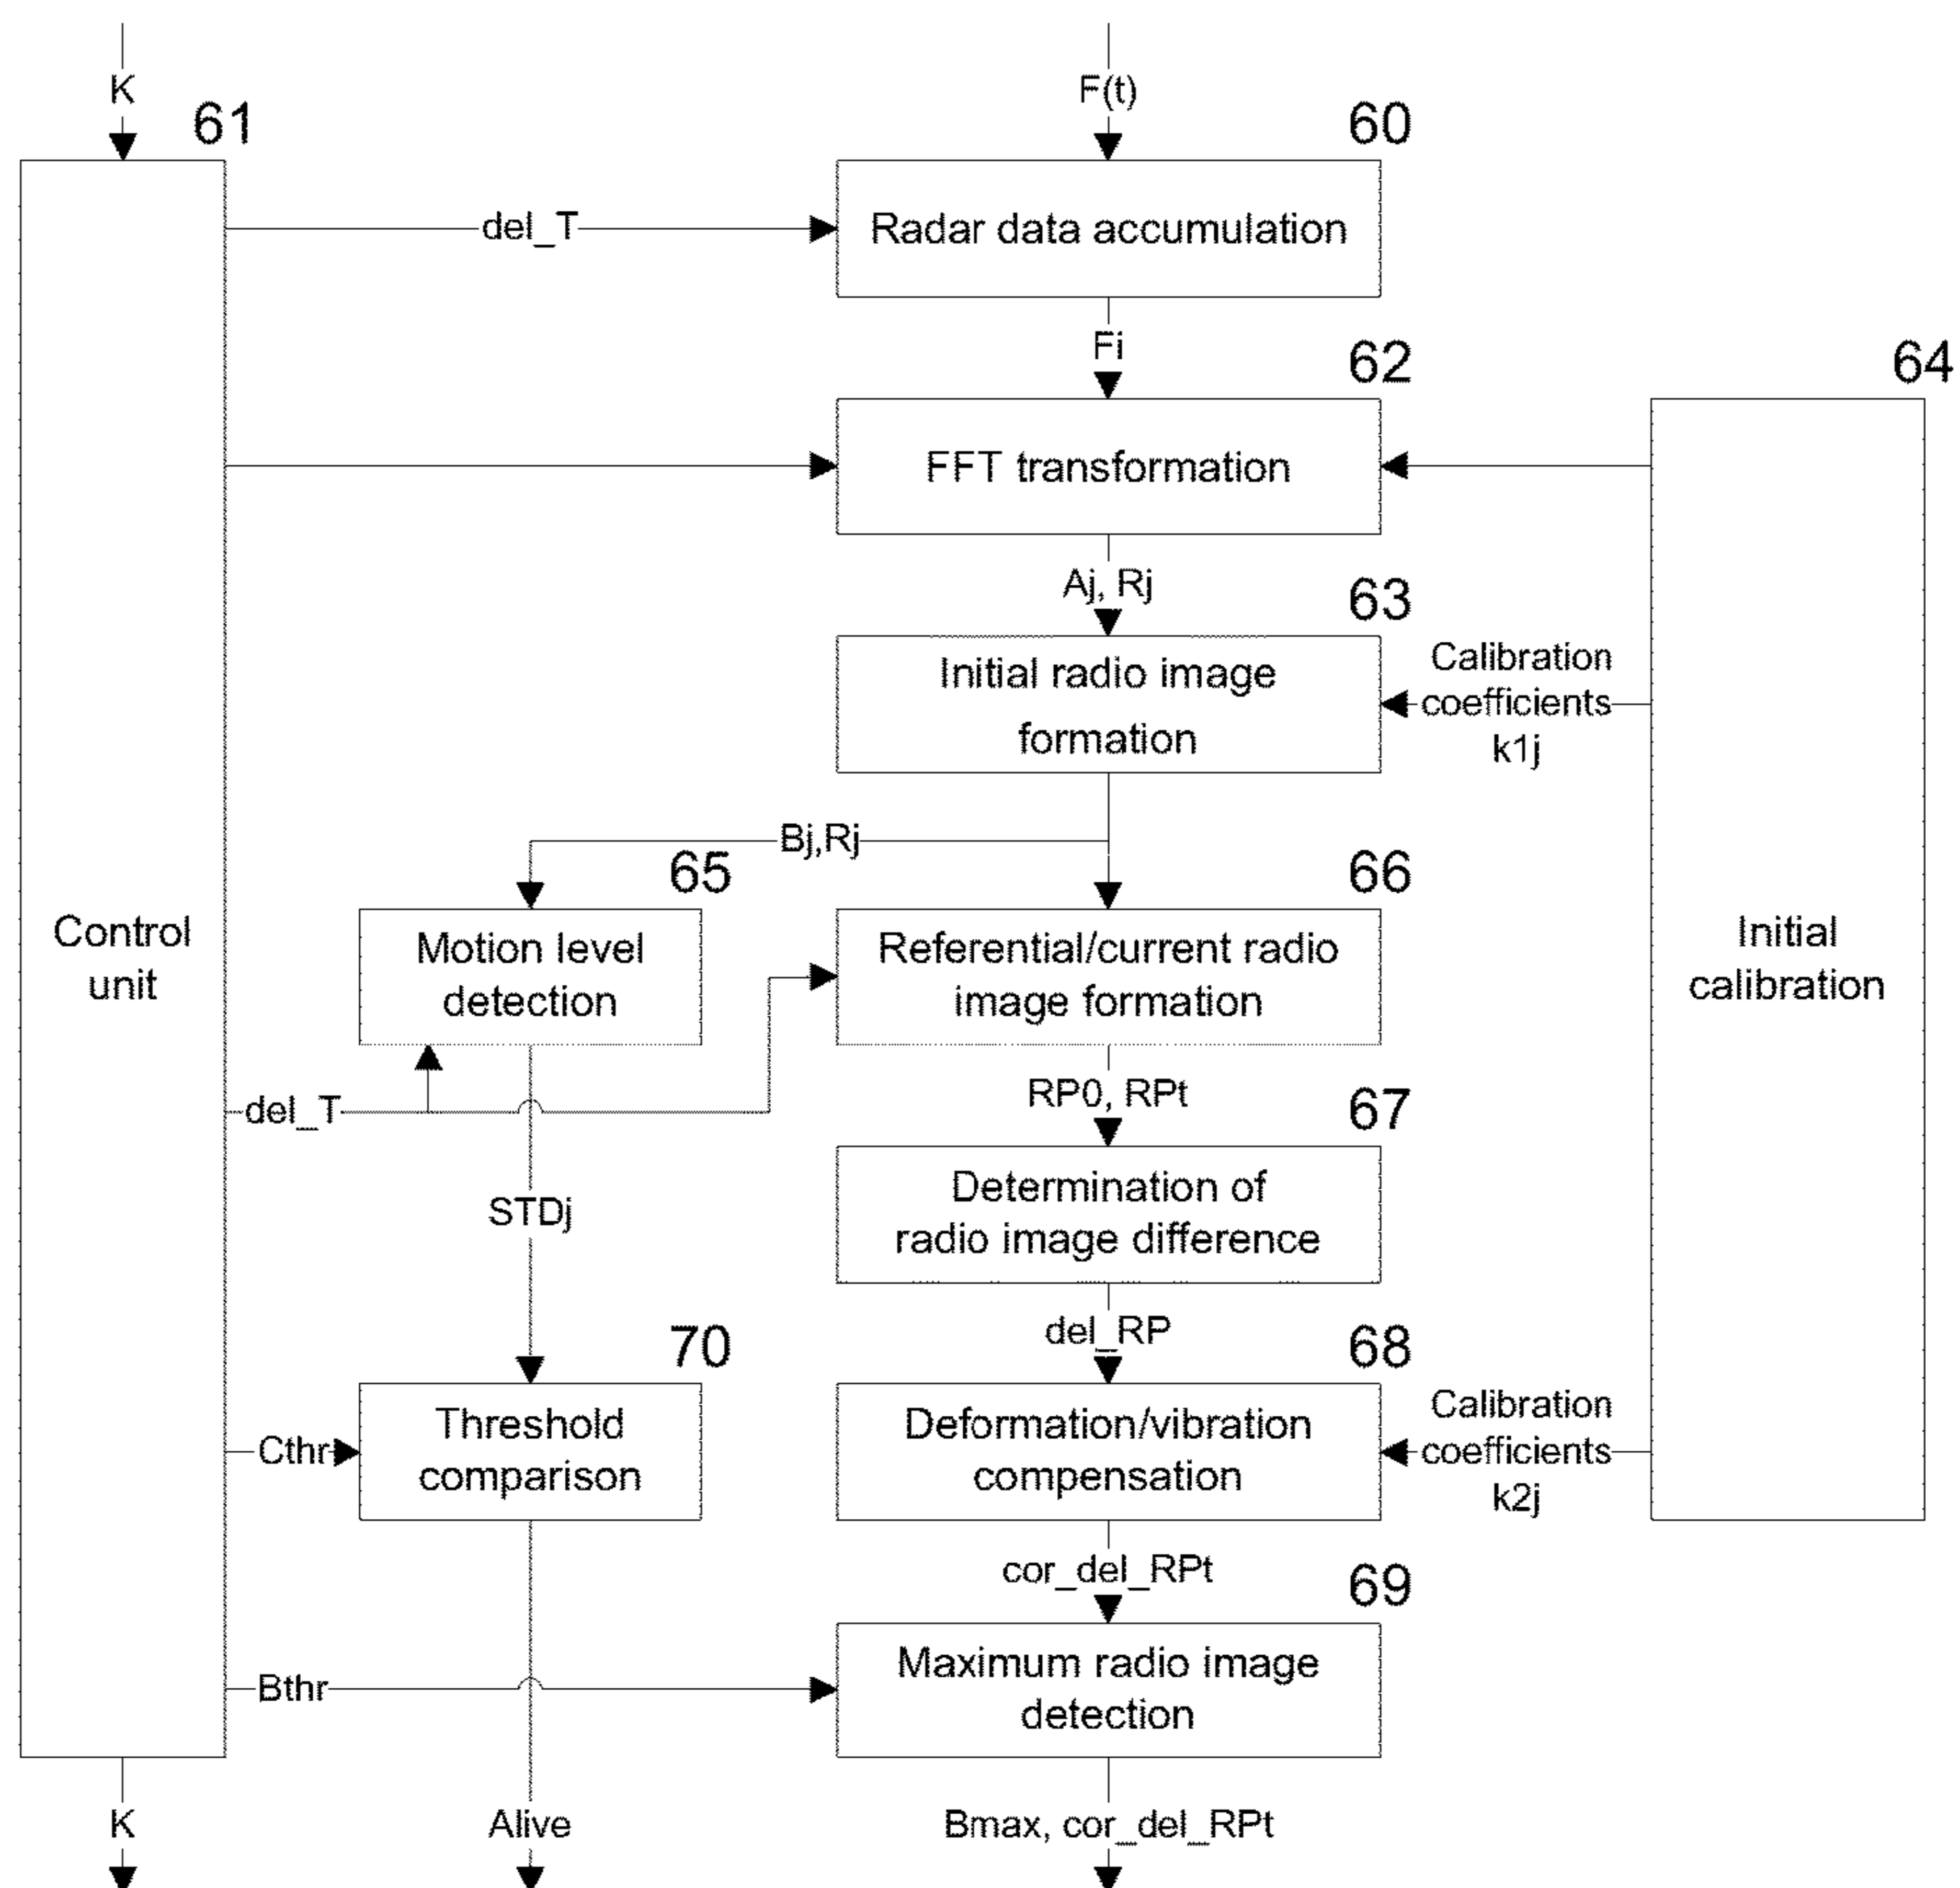 K
F(t)
61
60
del_T
Radar data accumulation
Fi
62
64
FFT transformation
Aj, Rj
63
Initial radio image
formation
Calibration
coefficients
k1j
Bj,Rj
65
66
Control
unit
Motion level
detection
Referential/current radio
image formation
Initial
calibration
del_T
RP0, RPt
67
STDj
Determination of
radio image difference
del_RP
70
68
Cthr
Threshold
comparison
Deformation/vibration
compensation
Calibration
coefficients
k2j
cor_del_RPt
69
Bthr
Maximum radio image
detection
K
Alive
Bmax, cor_del_RPt